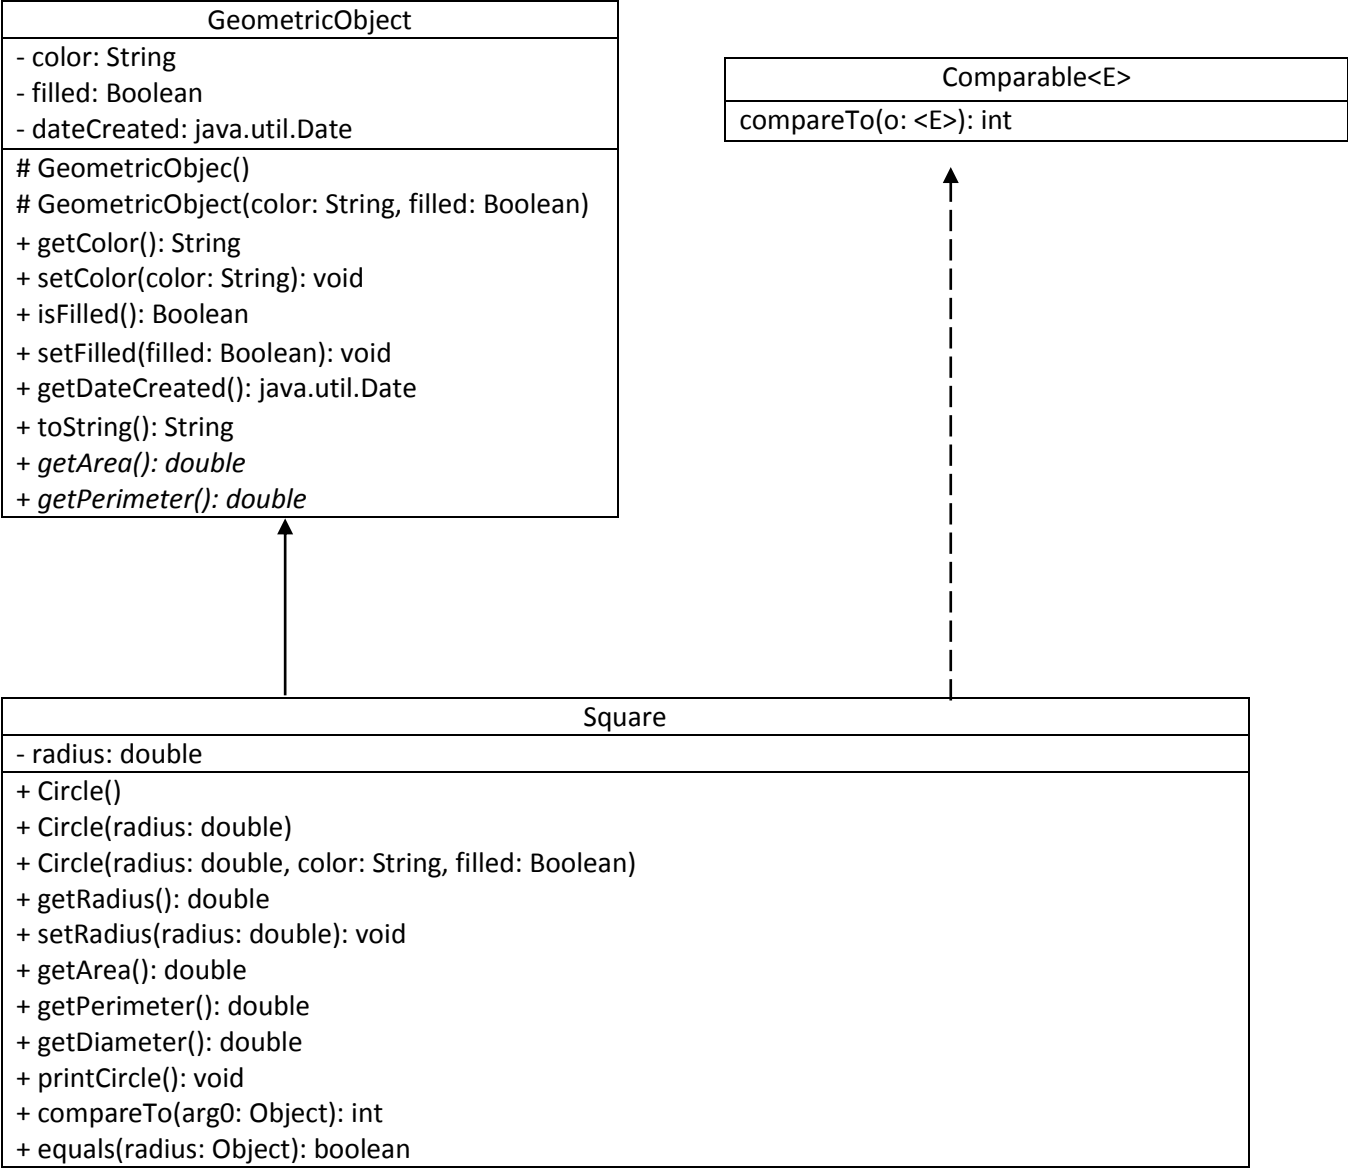 GeometricObject
- color: String
- filled: Boolean
- dateCreated: java.util.Date
# GeometricObjec()
# GeometricObject(color: String, filled: Boolean)
+ getColor(): String
+ setColor(color: String): void
+ isFilled(): Boolean
+ setFilled(filled: Boolean): void
+ getDateCreated(): java.util.Date
+ toString(): String
+ getArea(): double
+ getPerimeter(): double
Comparable<E>
compareTo(o: <E>): int
Square
- radius: double
+ Circle()
+ Circle(radius: double)
+ Circle(radius: double, color: String, filled: Boolean)
+ getRadius(): double
+ setRadius(radius: double): void
+ getArea(): double
+ getPerimeter(): double
+ getDiameter(): double
+ printCircle(): void
+ compareTo(arg0: Object): int
+ equals(radius: Object): boolean